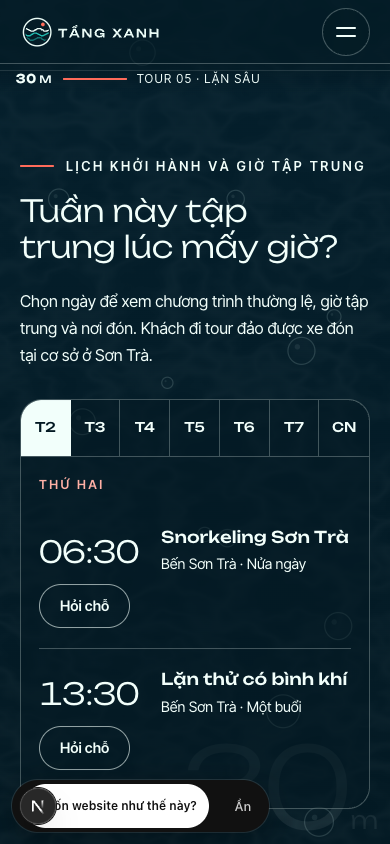 TẦNG XANH
30 M TOUR 05 · LẶN SÂU
LỊCH KHỞI HÀNH VÀ GIỜ TẬP TRUNG
Tuần này tập
trung lúc mấy giờ?
Chọn ngày để xem chương trình thường lệ, giờ tập
trung và nơi đón. Khách đi tour đảo được xe đón
tại cơ sở ở Sơn Trà.
T2 T3 T4 T5 T6 T7 CN
THỨ HAI
06:30
Snorkeling Sơn Trà
Bến Sơn Trà · Nửa ngày
Hỏi chỗ
13:30
Lặn thử có bình khí
Bến Sơn Trà · Một buổi
Hỏi chỗ
30 m
N website như thế này? Ẩn